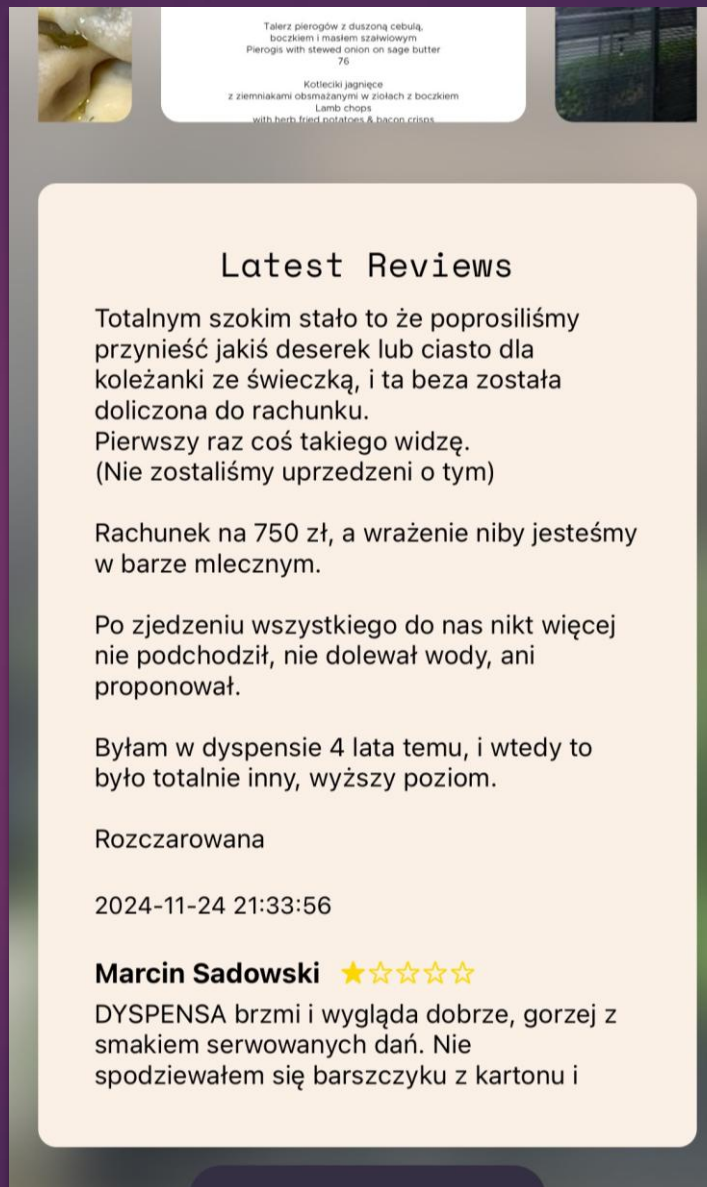 Talerz pierogów z duszoną cebulą,
boczkiem i masłem szałwiowym
Pierogis with stewed onion on sage butter
76
Kotleciki jagnięce
z ziemniakami obsmażanymi w ziołach z boczkiem
Lamb chops
with herb fried potatoes & bacon crisps
Latest Reviews
Totalnym szokim stało to że poprosiliśmy
przynieść jakiś deserek lub ciasto dla
koleżanki ze świeczką, i ta beza została
doliczona do rachunku.
Pierwszy raz coś takiego widzę.
(Nie zostaliśmy uprzedzeni o tym)
Rachunek na 750 zł, a wrażenie niby jesteśmy
w barze mlecznym.
Po zjedzeniu wszystkiego do nas nikt więcej
nie podchodził, nie dolewał wody, ani
proponował.
Byłam w dyspensie 4 lata temu, i wtedy to
było totalnie inny, wyższy poziom.
Rozczarowana
2024-11-24 21:33:56
Marcin Sadowski
DYSPENSA brzmi i wygląda dobrze, gorzej z
smakiem serwowanych dań. Nie
spodziewałem się barszczyku z kartonu i